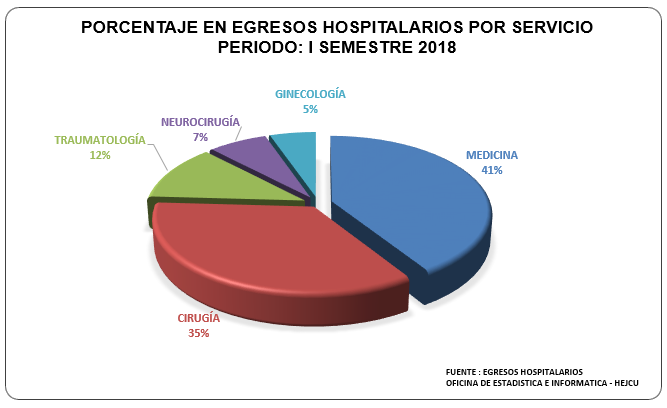 PORCENTAJE EN EGRESOS HOSPITALARIOS POR SERVICIO
PERIODO: I SEMESTRE 2018
GINECOLOGÍA
5%
NEUROCIRUGÍA
7%
TRAUMATOLOGÍA
12%
MEDICINA
41%
CIRUGÍA
35%
FUENTE : EGRESOS HOSPITALARIOS
OFICINA DE ESTADISTICA E INFORMATICA - HEJCU